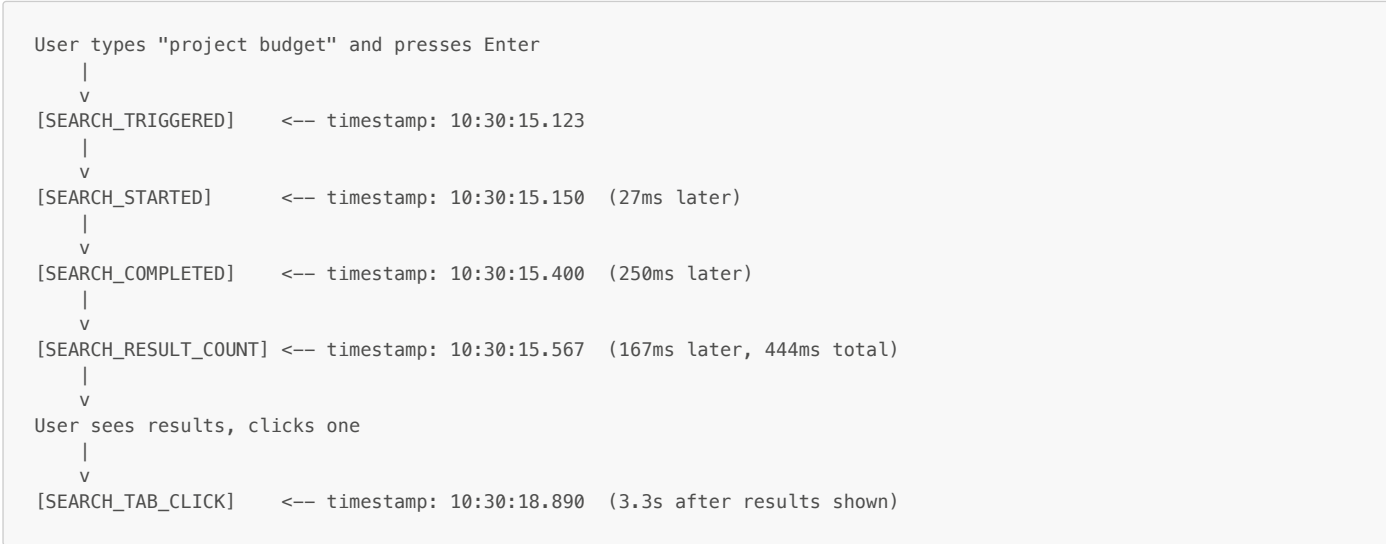 User types "project budget" and presses Enter
|
v
[SEARCH_TRIGGERED]    <-- timestamp: 10:30:15.123
|
v
[SEARCH_STARTED]      <-- timestamp: 10:30:15.150  (27ms later)
|
v
[SEARCH_COMPLETED]    <-- timestamp: 10:30:15.400  (250ms later)
|
v
[SEARCH_RESULT_COUNT] <-- timestamp: 10:30:15.567  (167ms later, 444ms total)
|
v
User sees results, clicks one
|
v
[SEARCH_TAB_CLICK]    <-- timestamp: 10:30:18.890  (3.3s after results shown)